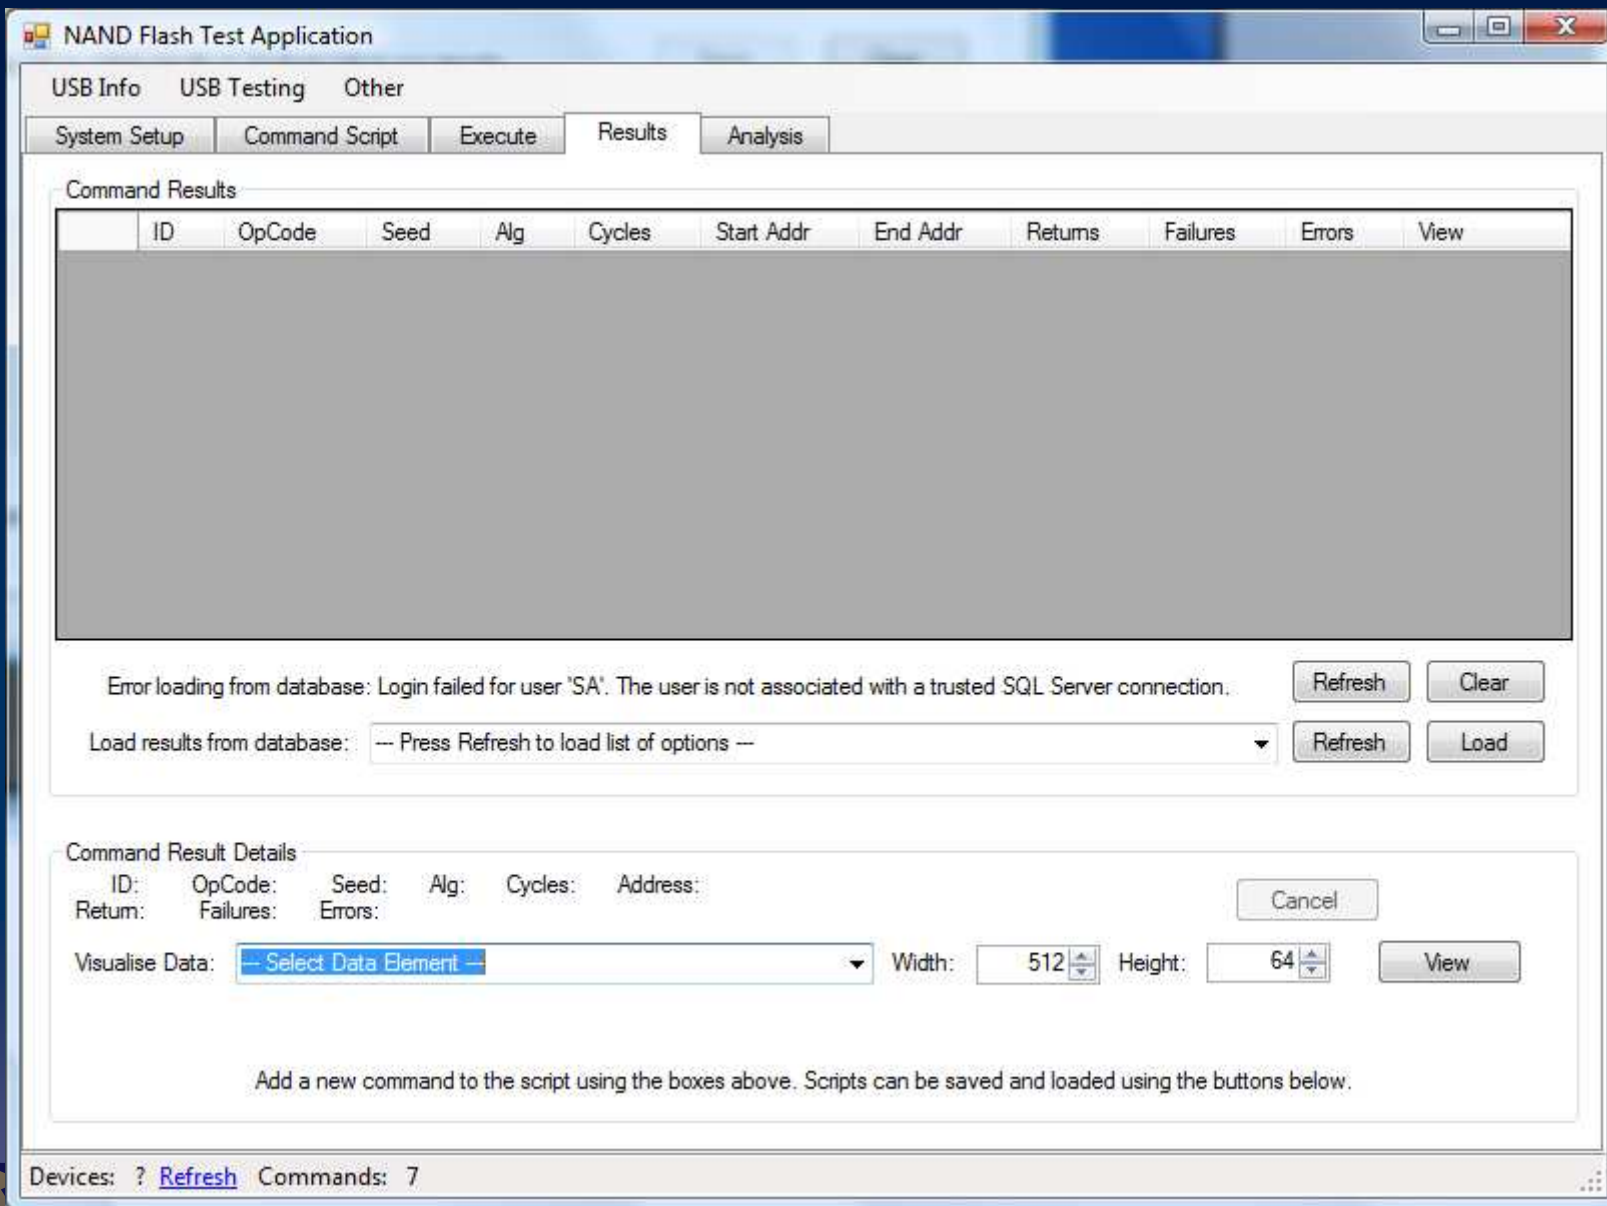 NAND Flash Test Application
USB Info USB Testing Other
System Setup Command Script Execute Results Analysis
Command Results
ID OpCode Seed Alg Cycles Start Addr End Addr Returns Failures Errors View
Error loading from database: Login failed for user 'SA'. The user is not associated with a trusted SQL Server connection. Refresh Clear
Load results from database: --- Press Refresh to load list of options --- Refresh Load
Command Result Details
ID: OpCode: Seed: Alg: Cycles: Address:
Return: Failures: Errors: Cancel
Visualise Data: --- Select Data Element --- Width: 512 Height: 64 View
Add a new command to the script using the boxes above. Scripts can be saved and loaded using the buttons below.
Devices: ? Refresh Commands: 7